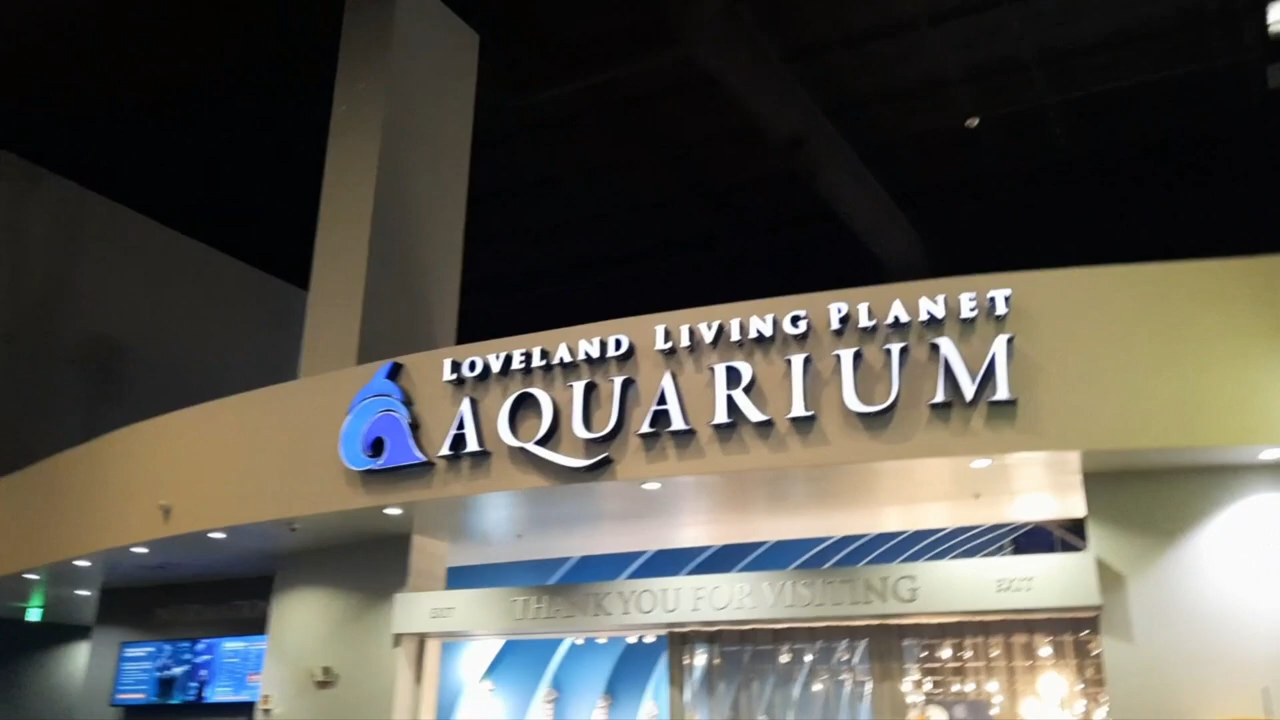 LOVELAND LIVING PLANET
AQUARIUM
EXIT THANK YOU FOR VISITING EXIT